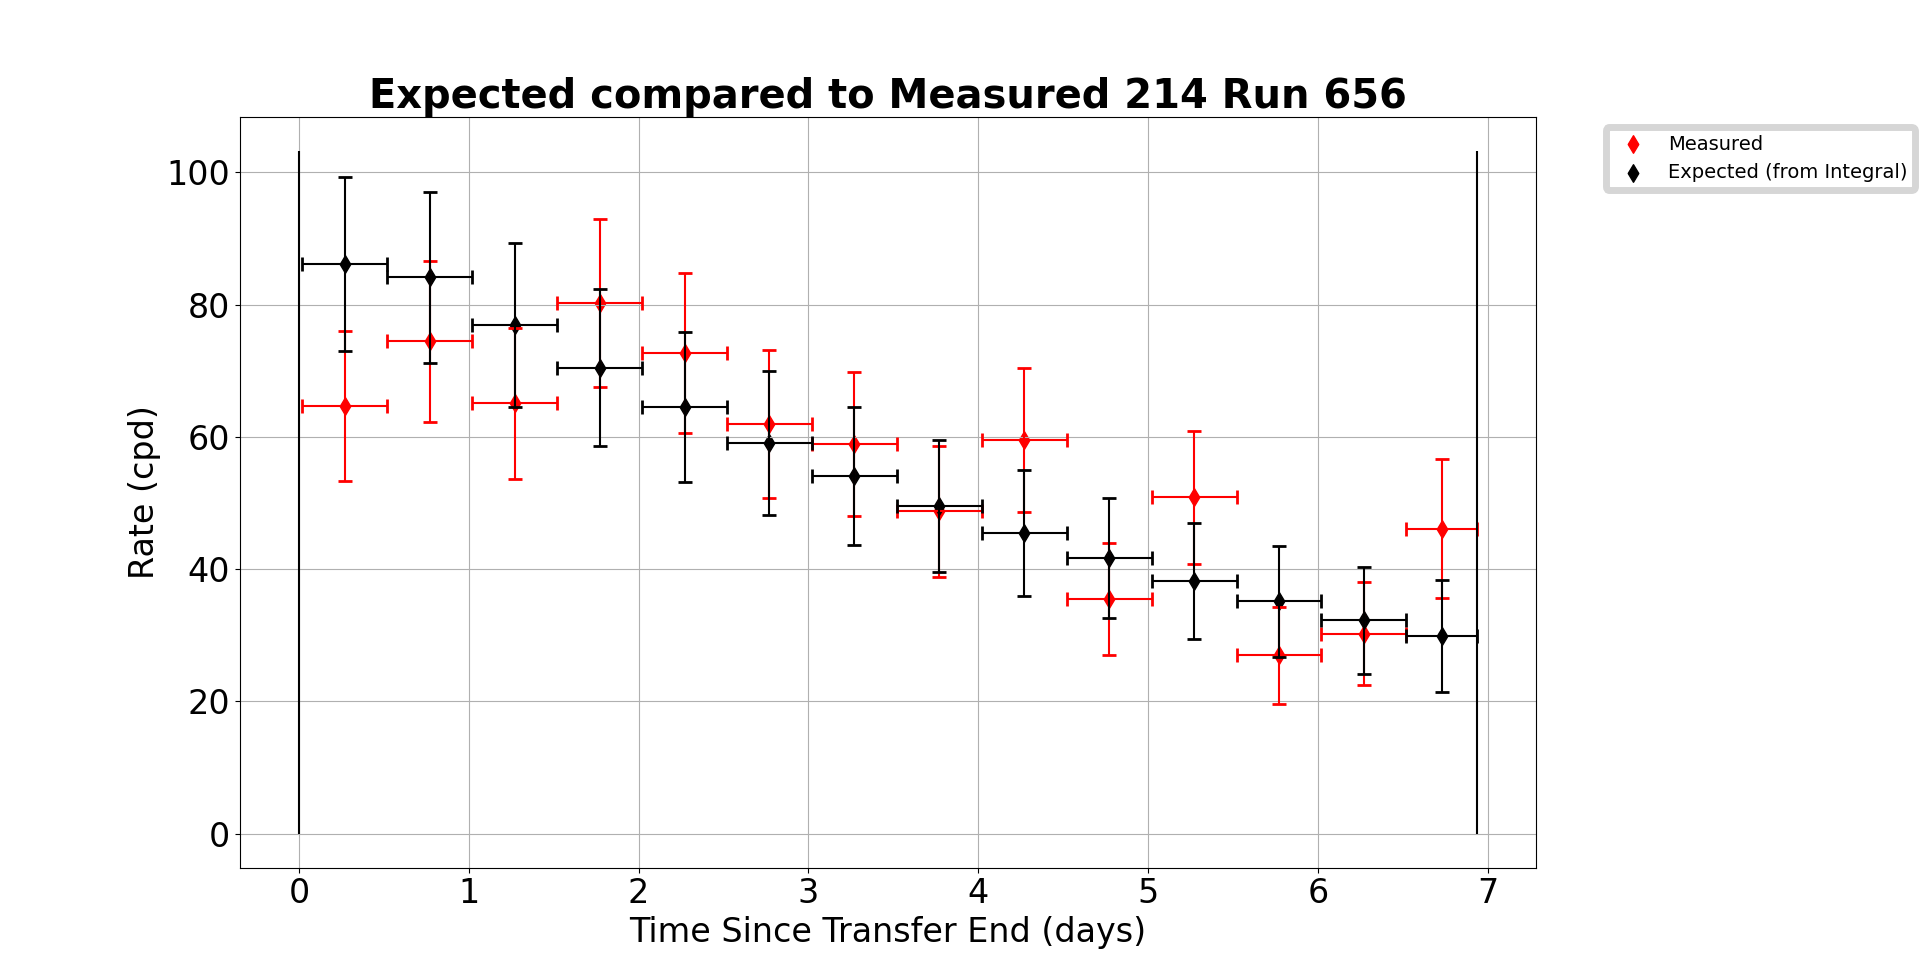 Expected compared to Measured 214 Run 656
Measured
Expected (from Integral)
Rate (cpd)
100
80
60
40
20
0
0 1 2 3 4 5 6 7
Time Since Transfer End (days)